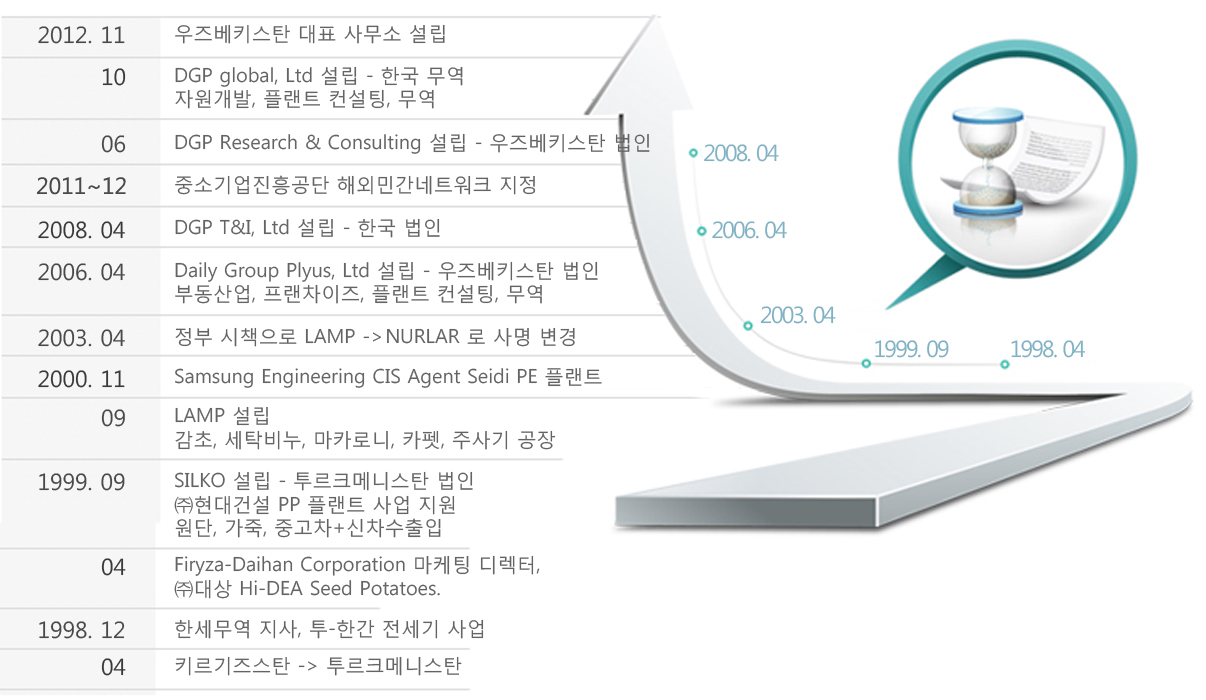 2012. 11 우즈베키스탄 대표 사무소 설립
10 DGP global, Ltd 설립 - 한국 무역
자원개발, 플랜트 컨설팅, 무역
06 DGP Research & Consulting 설립 - 우즈베키스탄 법인
2011~12 중소기업진흥공단 해외민간네트워크 지정
2008. 04 DGP T&I, Ltd 설립 - 한국 법인
2006. 04 Daily Group Plyus, Ltd 설립 - 우즈베키스탄 법인
부동산업, 프랜차이즈, 플랜트 컨설팅, 무역
2003. 04 정부 시책으로 LAMP ->NURLAR 로 사명 변경
2000. 11 Samsung Engineering CIS Agent Seidi PE 플랜트
09 LAMP 설립
감초, 세탁비누, 마카로니, 카펫, 주사기 공장
1999. 09 SILKO 설립 - 투르크메니스탄 법인
㈜현대건설 PP 플랜트 사업 지원
원단, 가죽, 중고차+신차수출입
04 Firyza-Daihan Corporation 마케팅 디렉터,
㈜대상 Hi-DEA Seed Potatoes.
1998. 12 한세무역 지사, 투-한간 전세기 사업
04 키르기즈스탄 -> 투르크메니스탄
2008. 04
2006. 04
2003. 04
1999. 09
1998. 04